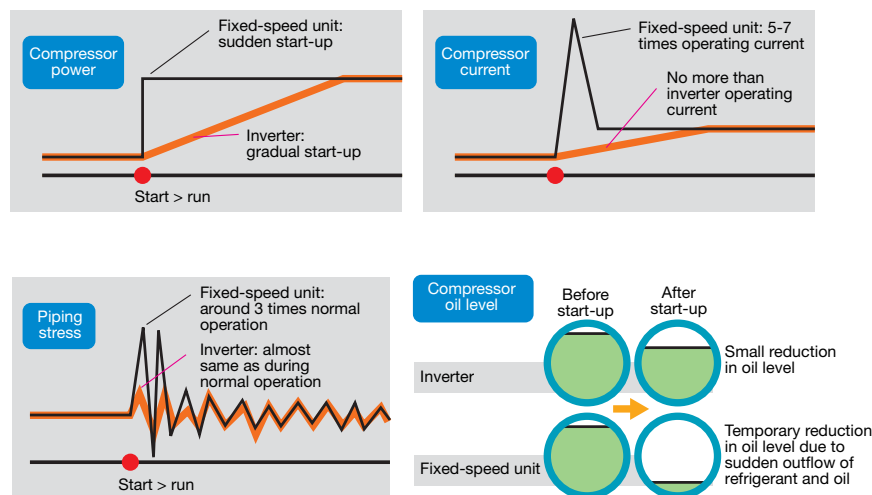 Compressor
power
Fixed-speed unit:
sudden start-up
Inverter:
gradual start-up
Start > run
Compressor
current
Fixed-speed unit: 5-7
times operating current
No more than
inverter operating
current
Piping
stress
Fixed-speed unit:
around 3 times normal
operation
Inverter: almost
same as during
normal operation
Start > run
Compressor
oil level
Before
start-up
After
start-up
Inverter
Small reduction
in oil level
Fixed-speed unit
Temporary reduction
in oil level due to
sudden outflow of
refrigerant and oil